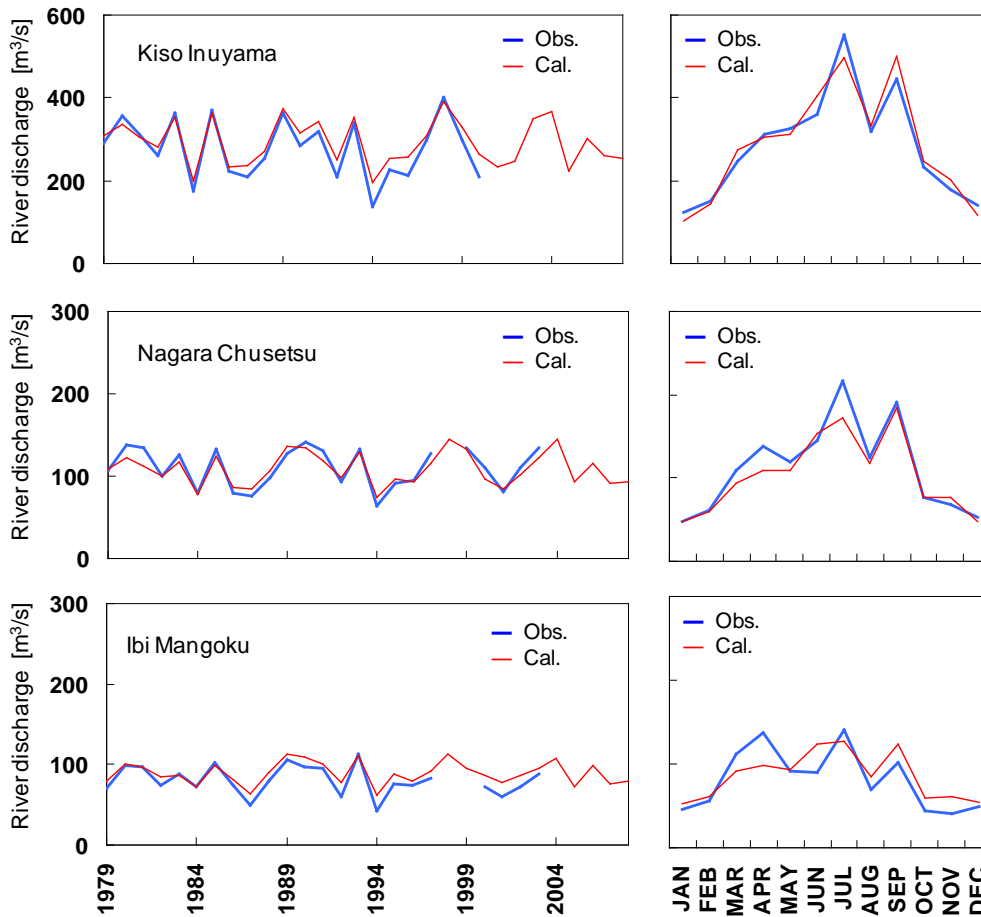 River discharge [m³/s]
600
400
200
0
Kiso Inuyama
Obs.
Cal.
Obs.
Cal.
River discharge [m³/s]
300
200
100
0
Nagara Chusetsu
Obs.
Cal.
Obs.
Cal.
River discharge [m³/s]
300
200
100
0
Ibi Mangoku
Obs.
Cal.
Obs.
Cal.
1979
1984
1989
1994
1999
2004
JAN
FEB
MAR
APR
MAY
JUN
JUL
AUG
SEP
OCT
NOV
DEC